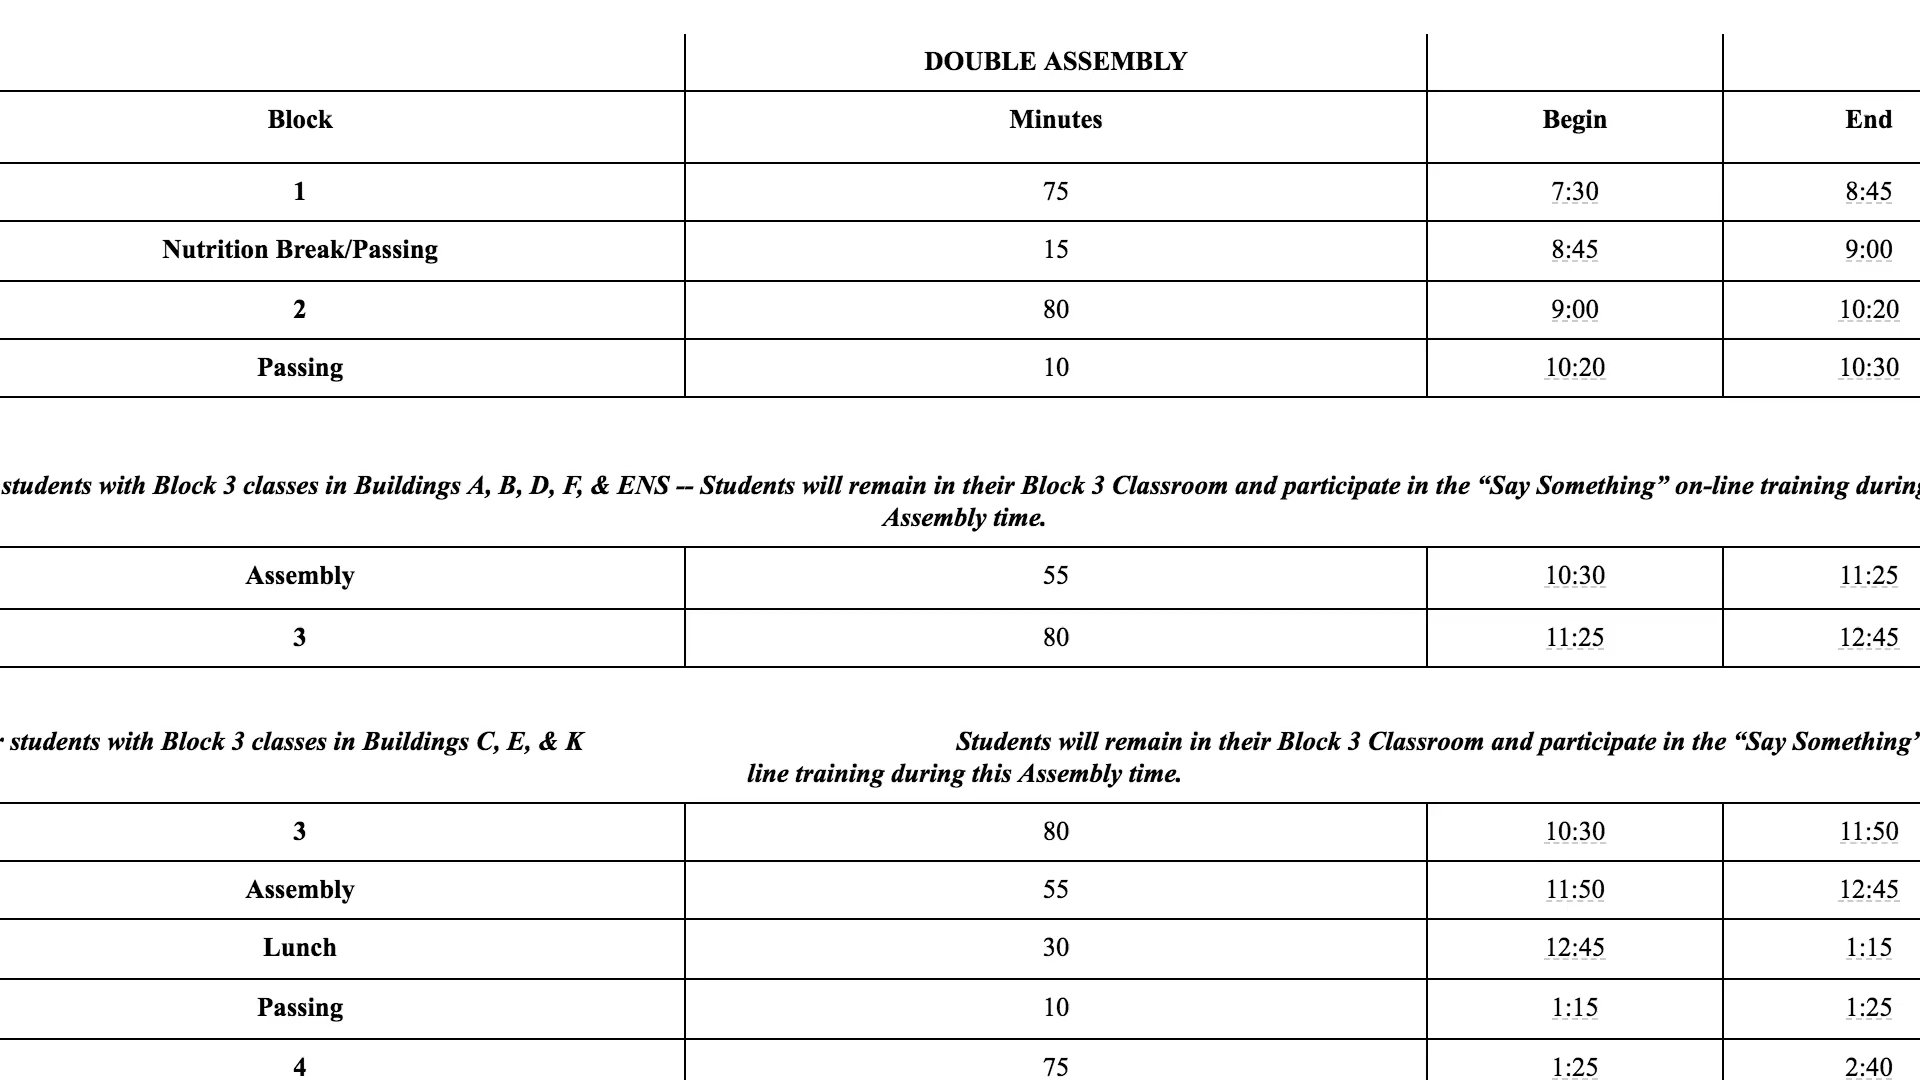 DOUBLE ASSEMBLY
Block Minutes Begin End
1 75 7:30 8:45
Nutrition Break/Passing 15 8:45 9:00
2 80 9:00 10:20
Passing 10 10:20 10:30
students with Block 3 classes in Buildings A, B, D, F, & ENS -- Students will remain in their Block 3 Classroom and participate in the “Say Something” on-line training during
Assembly time.
Assembly 55 10:30 11:25
3 80 11:25 12:45
students with Block 3 classes in Buildings C, E, & K Students will remain in their Block 3 Classroom and participate in the “Say Something”
line training during this Assembly time.
3 80 10:30 11:50
Assembly 55 11:50 12:45
Lunch 30 12:45 1:15
Passing 10 1:15 1:25
4 75 1:25 2:40